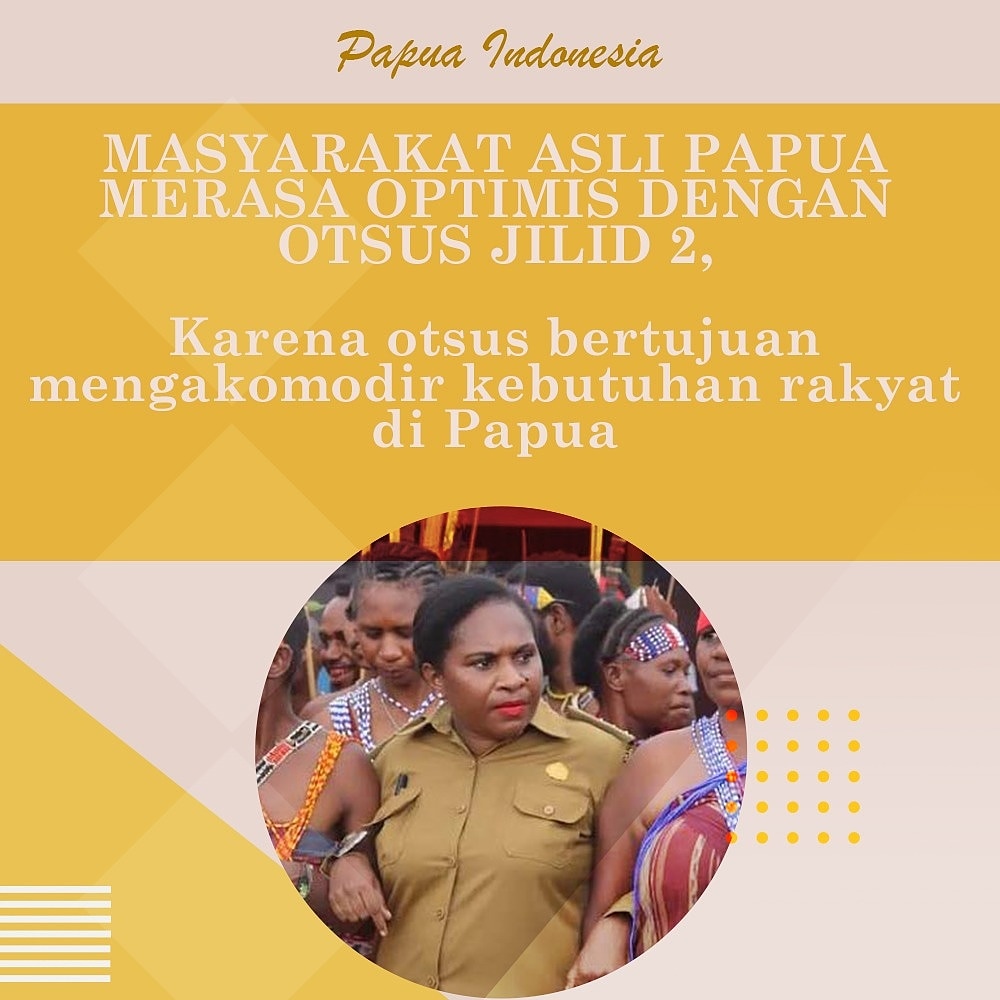 Papua Indonesia
MASYARAKAT ASLI PAPUA
MERASA OPTIMIS DENGAN
OTSUS JILID 2,
Karena otsus bertujuan
mengakomodir kebutuhan rakyat
di Papua